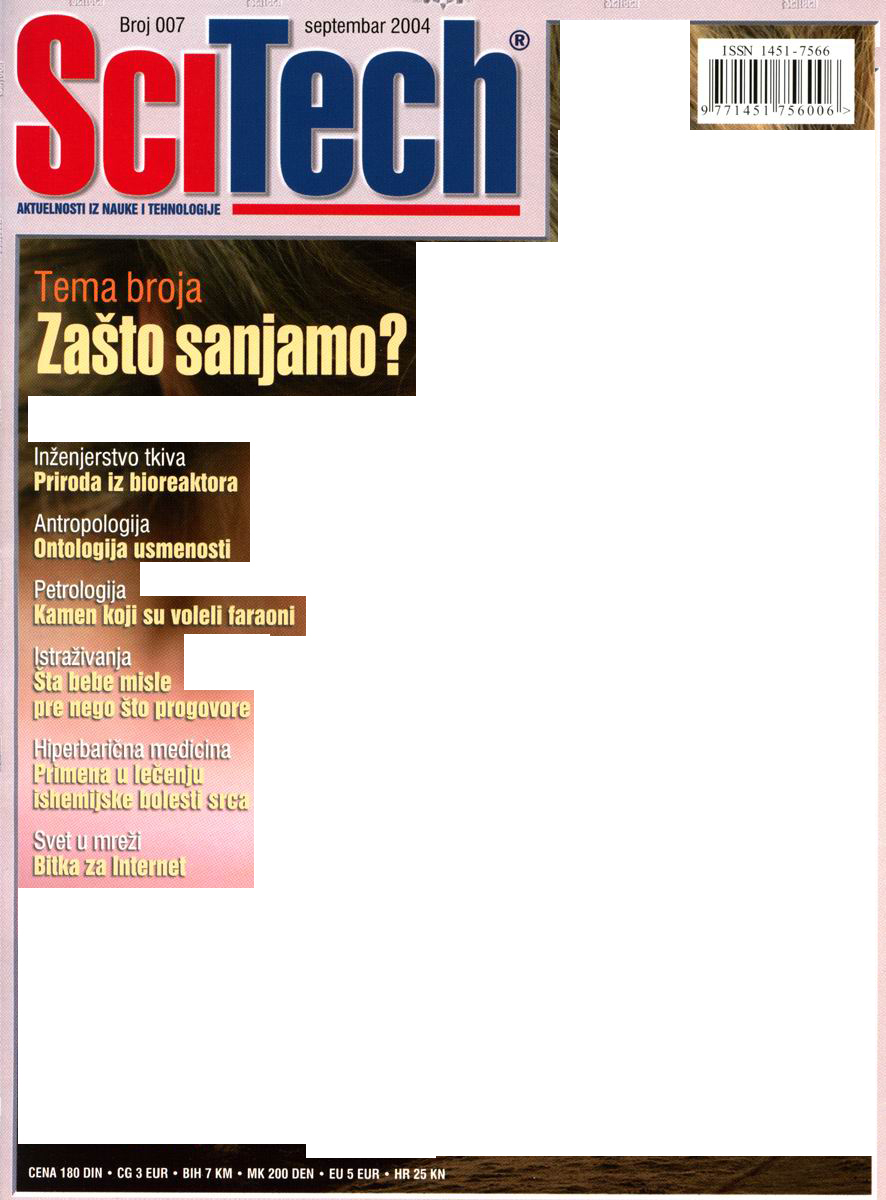 Broj 007 septembar 2004
SciTech®
AKTUELNOSTI IZ NAUKE I TEHNOLOGIJE
ISSN 1451-7566
9 771451 756006 >
Tema broja
Zašto sanjamo?
Inženjerstvo tkiva
Priroda iz bioreaktora
Antropologija
Ontologija usmenosti
Petrologija
Kamen koji su voleli faraoni
Istraživanja
Šta bebe misle
pre nego što progovore
Hiperbarična medicina
Primena u lečenju
ishemijske bolesti srca
Svet u mreži
Bitka za Internet
CENA 180 DIN • CG 3 EUR • BIH 7 KM • MK 200 DEN • EU 5 EUR • HR 25 KN